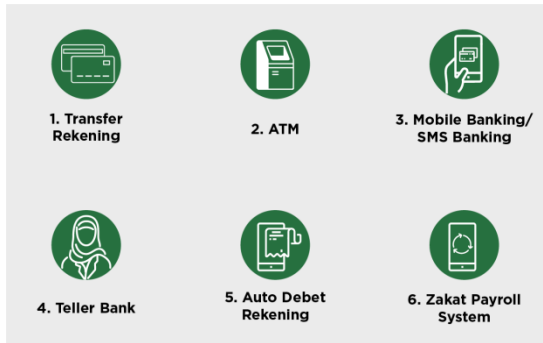 1. Transfer
Rekening
2. ATM
3. Mobile Banking/
SMS Banking
4. Teller Bank
5. Auto Debet
Rekening
6. Zakat Payroll
System